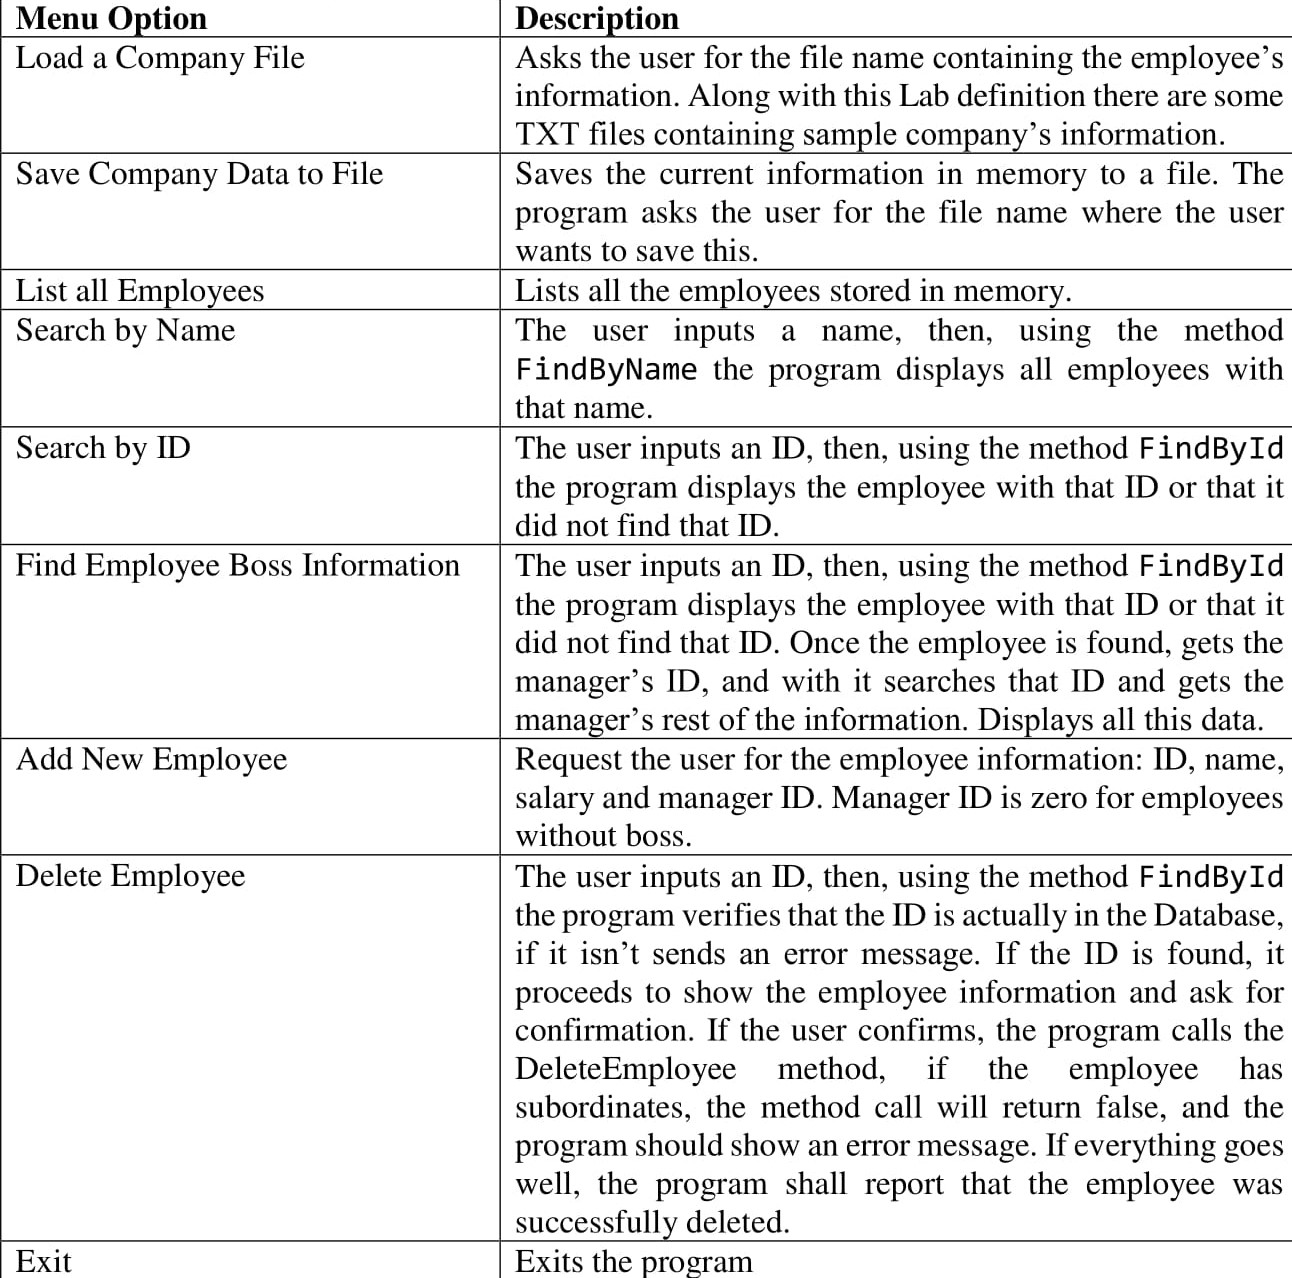 Menu Option
Description
Load a Company File
Asks the user for the file name containing the employee’s
information. Along with this Lab definition there are some
TXT files containing sample company’s information.
Save Company Data to File
Saves the current information in memory to a file. The
program asks the user for the file name where the user
wants to save this.
List all Employees
Lists all the employees stored in memory.
Search by Name
The user inputs a name, then, using the method
FindByName the program displays all employees with
that name.
Search by ID
The user inputs an ID, then, using the method FindById
the program displays the employee with that ID or that it
did not find that ID.
Find Employee Boss Information
The user inputs an ID, then, using the method FindById
the program displays the employee with that ID or that it
did not find that ID. Once the employee is found, gets the
manager’s ID, and with it searches that ID and gets the
manager’s rest of the information. Displays all this data.
Add New Employee
Request the user for the employee information: ID, name,
salary and manager ID. Manager ID is zero for employees
without boss.
Delete Employee
The user inputs an ID, then, using the method FindById
the program verifies that the ID is actually in the Database,
if it isn’t sends an error message. If the ID is found, it
proceeds to show the employee information and ask for
confirmation. If the user confirms, the program calls the
DeleteEmployee method, if the employee has
subordinates, the method call will return false, and the
program should show an error message. If everything goes
well, the program shall report that the employee was
successfully deleted.
Exit
Exits the program